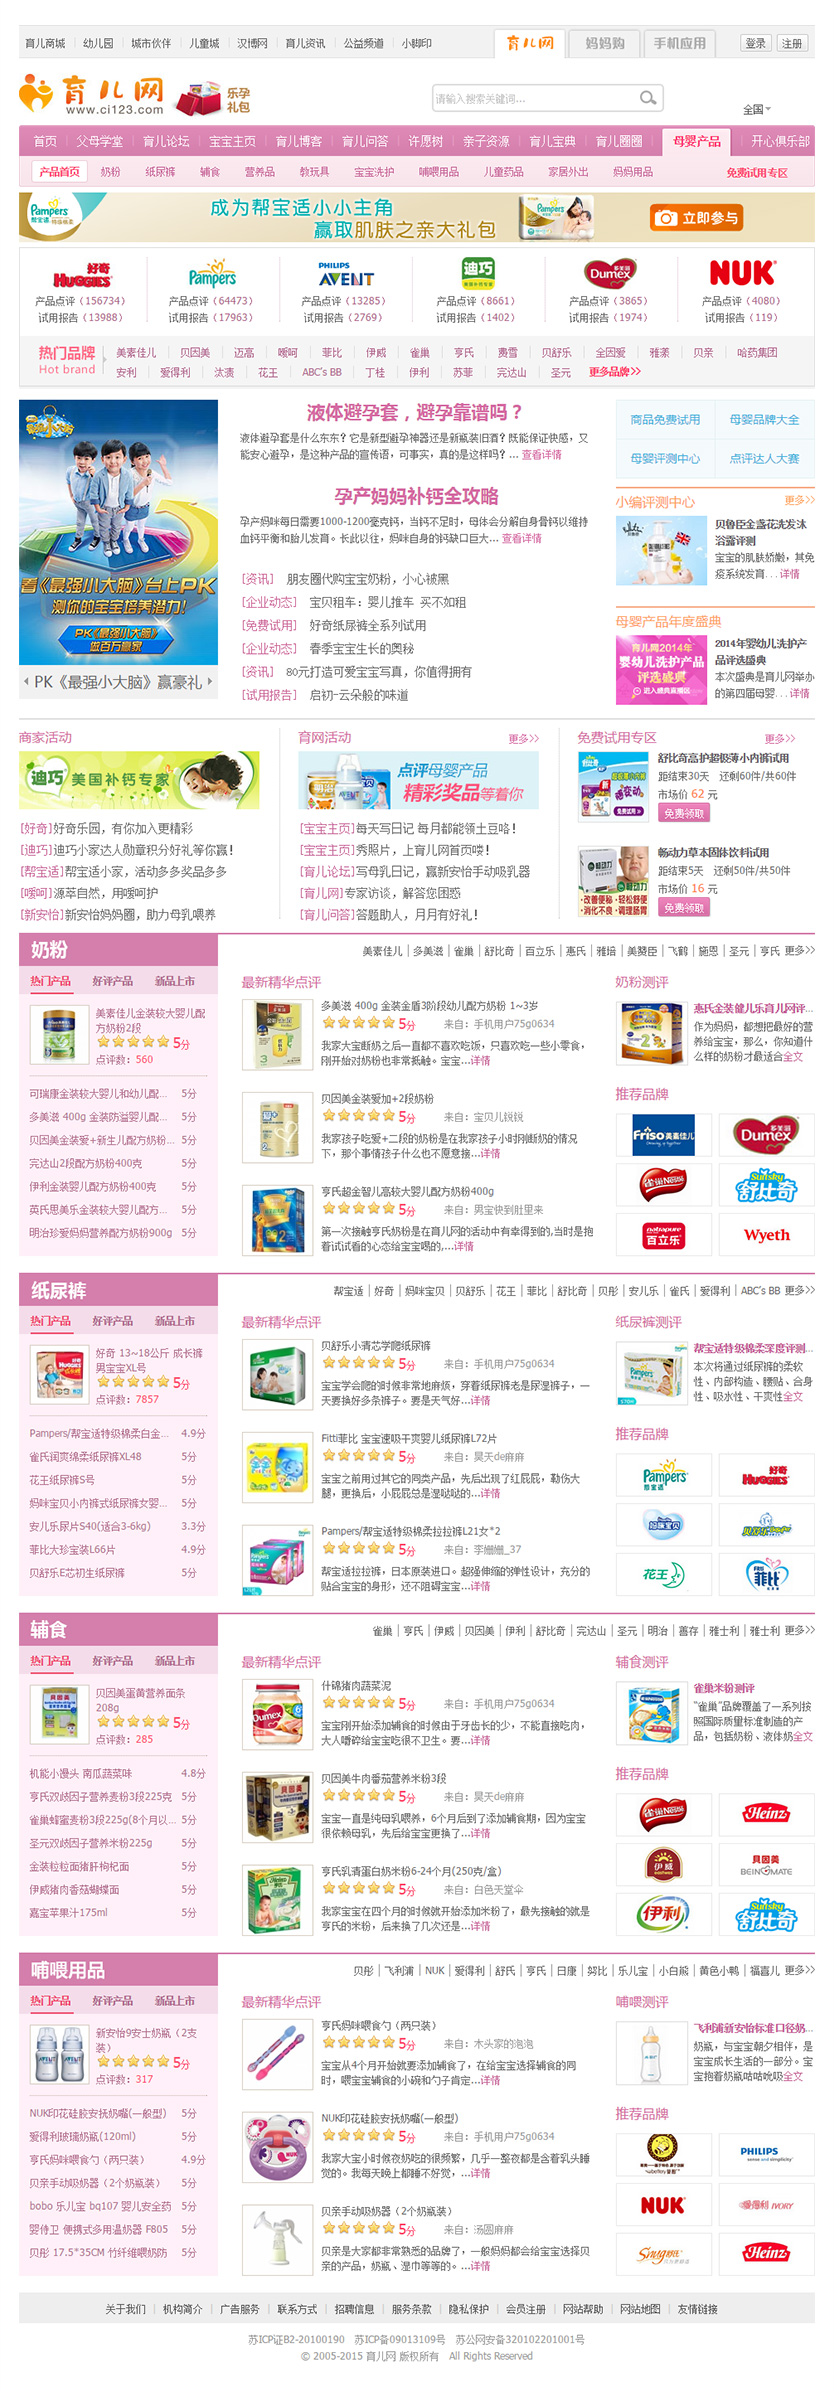 育儿商城 幼儿园 城市伙伴 儿童城 汉博网 育儿资讯 公益频道 小脚印 育儿网 妈妈购 手机应用 登录 注册
育儿网 www.ci123.com 乐孕礼包 请输入搜索关键词... 全国
首页 父母学堂 育儿论坛 宝宝主页 育儿博客 育儿问答 许愿树 亲子资源 育儿宝典 育儿圈圈 母婴产品 开心俱乐部
产品首页 奶粉 纸尿裤 辅食 营养品 教玩具 宝宝洗护 哺喂用品 儿童药品 家居外出 妈妈用品 免费试用专区
Pampers 成为帮宝适小小主角
赢取肌肤之亲大礼包 立即参与
好奇 HUGGIES Pampers PHILIPS AVENT 迪巧 Dumex NUK
产品点评（156734） 产品点评（64473） 产品点评（13285） 产品点评（8661） 产品点评（3865） 产品点评（4080）
试用报告（13988） 试用报告（17963） 试用报告（2769） 试用报告（1402） 试用报告（1974） 试用报告（119）
热门品牌 Hot brand
美素佳儿 贝因美 迈高 嗳呵 菲比 伊威 雀巢 亨氏 费雪 贝舒乐 全因爱 雅漾 贝亲 哈药集团
安利 爱得利 汰渍 花王 ABC's BB 丁桂 伊利 苏菲 完达山 圣元 更多品牌>>
看《最强小大脑》台上PK
测你的宝宝培养潜力！
PK《最强小大脑》
做百万赢家
PK《最强小大脑》赢豪礼
液体避孕套，避孕靠谱吗？
液体避孕套是什么东东？它是新型避孕神器还是新瓶装旧酒？既能保证快感，又
能安心避孕，是这种产品的宣传语，可事实，真的是这样吗？... 查看详情
孕产妈妈补钙全攻略
孕产妈咪每日需要1000-1200毫克钙，当钙不足时，母体会分解自身骨钙以维持
血钙平衡和胎儿发育。长此以往，妈咪自身的钙缺口巨大... 查看详情
[资讯] 朋友圈代购宝宝奶粉，小心被黑
[企业动态] 宝贝租车：婴儿推车 买不如租
[免费试用] 好奇纸尿裤全系列试用
[企业动态] 春季宝宝生长的奥秘
[资讯] 80元打造可爱宝宝写真，你值得拥有
[试用报告] 启初-云朵般的味道
商品免费试用 母婴品牌大全
母婴评测中心 点评达人大赛
小编评测中心 更多>>
贝鲁臣金盏花洗发沐
浴露评测
宝宝的肌肤娇嫩，其免
疫系统发育...详情
母婴产品年度盛典
育儿网2014年
婴幼儿洗护产品
评选盛典
进入盛典直播区
2014年婴幼儿洗护产
品评选盛典
本次盛典是育儿网举办
的第四届母婴...详情
商家活动
迪巧 美国补钙专家
[好奇]好奇乐园，有你加入更精彩
[迪巧]迪巧小家达人勋章积分好礼等你赢！
[帮宝适]帮宝适小家，活动多多奖品多多
[嗳呵]源萃自然，用嗳呵护
[新安怡]新安怡妈妈圈，助力母乳喂养
育网活动 更多>>
点评母婴产品
精彩奖品等着你
[宝宝主页]每天写日记 每月都能领土豆咯！
[宝宝主页]秀照片，上育儿网首页喽！
[育儿论坛]写母乳日记，赢新安怡手动吸乳器
[育儿网]专家访谈，解答您困惑
[育儿问答]答题助人，月月有好礼！
免费试用专区 更多>>
舒比奇高护超极薄小内裤试用
距结束30天 还剩60件/共60件
市场价 62 元
免费领取
畅动力草本固体饮料试用
距结束5天 还剩50件/共50件
市场价 16 元
免费领取
奶粉
美素佳儿 | 多美滋 | 雀巢 | 舒比奇 | 百立乐 | 惠氏 | 雅培 | 美赞臣 | 飞鹤 | 施恩 | 圣元 | 亨氏 更多>>
热门产品 好评产品 新品上市
美素佳儿金装较大婴儿配
方奶粉2段
5分
点评数：560
可瑞康金装较大婴儿和幼儿配... 5分
多美滋 400g 金装防溢婴儿配... 5分
贝因美金装爱+新生儿配方奶粉... 5分
完达山2段配方奶粉400克 5分
伊利金装婴儿配方奶粉400克 5分
英氏思美乐金装较大婴儿配方... 5分
明治珍爱妈妈营养配方奶粉900g 5分
最新精华点评
多美滋 400g 金装金盾3阶段幼儿配方奶粉 1~3岁
5分 来自：手机用户75g0634
我家大宝断奶之后一直都不喜欢吃饭，只喜欢吃一些小零食，
刚开始对奶粉也非常抵触。宝宝...详情
贝因美金装爱加+2段奶粉
5分 来自：宝贝儿锐锐
我家孩子吃爱+二段的奶粉是在我家孩子小时刚断奶的情况
下，那个事情孩子什么也不愿意接...详情
亨氏超金智儿高较大婴儿配方奶粉400g
5分 来自：男宝快到肚里来
第一次接触亨氏奶粉是在育儿网的活动中有幸得到的,当时是抱
着试试看的心态给宝宝喝的,...详情
奶粉测评
惠氏金装健儿乐育儿网评...
作为妈妈，都想把最好的营
养给宝宝，那么，你知道什
么样的奶粉才最适合全文
推荐品牌
Friso 美素佳儿 多美滋 Dumex
雀巢 Nestle Sunsky 舒比奇
natrapure 百立乐 Wyeth
纸尿裤
帮宝适 | 好奇 | 妈咪宝贝 | 贝舒乐 | 花王 | 菲比 | 舒比奇 | 贝彤 | 安儿乐 | 雀氏 | 爱得利 | ABC's BB 更多>>
热门产品 好评产品 新品上市
好奇 13~18公斤 成长裤
男宝宝XL号
5分
点评数：7857
Pampers/帮宝适特级棉柔白金... 4.9分
雀氏润爽绵柔纸尿裤XL48 5分
花王纸尿裤S号 5分
妈咪宝贝小内裤式纸尿裤女婴... 5分
安儿乐尿片S40(适合3-6kg) 3.3分
菲比大珍宝装L66片 4.9分
贝舒乐E芯初生纸尿裤 5分
最新精华点评
贝舒乐小青芯学爬纸尿裤
5分 来自：手机用户75g0634
宝宝学会爬的时候非常地麻烦，穿着纸尿裤老是尿湿裤子，一
天要换好多条裤子。要是天气好...详情
Fitti菲比 宝宝速吸干爽婴儿纸尿裤L72片
5分 来自：昊天de麻麻
宝宝之前用过其它的同类产品，先后出现了红屁屁，勒伤大
腿，更换后，小屁屁总是湿哒哒的...详情
Pampers/帮宝适特级棉柔拉拉裤L21女*2
5分 来自：李姗姗_37
帮宝适拉拉裤，日本原装进口。超强伸缩的弹性设计，充分的
贴合宝宝的身形，还不阻碍宝宝...详情
纸尿裤测评
帮宝适特级棉柔深度评测...
本次将通过纸尿裤的柔软
性、内部构造、腰贴、合身
性、吸水性、干爽性全文
推荐品牌
Pampers 帮宝适 好奇 HUGGIES
妈咪宝贝 贝舒乐
花王 菲比
辅食
雀巢 | 亨氏 | 伊威 | 贝因美 | 伊利 | 舒比奇 | 完达山 | 圣元 | 明治 | 善存 | 雅士利 | 雅士利 更多>>
热门产品 好评产品 新品上市
贝因美蛋黄营养面条
208g
5分
点评数：285
机能小馒头 南瓜蔬菜味 4.8分
亨氏双歧因子营养麦粉3段225克 5分
雀巢蜂蜜麦粉3段225g(8个月以... 5分
圣元双歧因子营养米粉225g 5分
金装粒粒面猪肝枸杞面 5分
伊威猪肉香菇蝴蝶面 5分
嘉宝苹果汁175ml 5分
最新精华点评
什锦猪肉蔬菜泥
5分 来自：手机用户75g0634
宝宝刚开始添加辅食的时候由于牙齿长的少，不能直接吃肉，
大人嚼碎给宝宝吃很不卫生。要...详情
贝因美牛肉番茄营养米粉3段
5分 来自：昊天de麻麻
宝宝一直是纯母乳喂养，6个月后到了添加辅食期，因为宝宝
很依赖母乳，先后给宝宝更换了...详情
亨氏乳清蛋白奶米粉6-24个月(250克/盒)
5分 来自：白色天堂伞
我家宝宝在四个月的时候就开始添加米粉了，最先接触的就是
亨氏的米粉，后来换了几次还是...详情
辅食测评
雀巢米粉测评
“雀巢”品牌覆盖了一系列按
照国际质量标准制造的产
品，包括奶粉、液体奶全文
推荐品牌
雀巢 Nestle Heinz
伊威 贝因美 BEINGMATE
伊利 Sunsky 舒比奇
哺喂用品
贝彤 | 飞利浦 | NUK | 爱得利 | 舒氏 | 亨氏 | 日康 | 努比 | 乐儿宝 | 小白熊 | 黄色小鸭 | 福喜儿 更多>>
热门产品 好评产品 新品上市
新安怡9安士奶瓶（2支
装）
5分
点评数：317
NUK印花硅胶安抚奶嘴(一般型) 5分
爱得利玻璃奶瓶(120ml) 5分
亨氏妈咪喂食勺（两只装） 4.9分
贝亲手动吸奶器（2个奶瓶装） 5分
bobo 乐儿宝 bq107 婴儿安全药 5分
婴侍卫 便携式多用温奶器 F805 5分
贝彤 17.5*35CM 竹纤维喂奶防 5分
最新精华点评
亨氏妈咪喂食勺（两只装）
5分 来自：木头家的泡泡
宝宝从4个月开始就要添加辅食了，在给宝宝选择辅食的同
时，喂宝宝辅食的小碗和勺子肯定...详情
NUK印花硅胶安抚奶嘴(一般型)
5分 来自：手机用户75g0634
我家大宝小时候夜奶吃的很频繁，几乎一整夜都是含着乳头睡
觉的。我每天晚上都睡不好觉，...详情
贝亲手动吸奶器（2个奶瓶装）
5分 来自：汤圆麻麻
贝亲是大家都非常熟悉的品牌了，一般妈妈都会给宝宝选择贝
亲的产品，奶瓶、湿巾等等的。...详情
哺喂测评
飞利浦新安怡标准口径奶...
奶瓶，与宝宝朝夕相伴，是
宝宝成长生活的一部分。宝
宝抱着奶瓶咕咕吮吸全文
推荐品牌
PHILIPS sense and simplicity
NUK 爱得利 IVORY
Snug Heinz
关于我们 | 机构简介 | 广告服务 | 联系方式 | 招聘信息 | 服务条款 | 隐私保护 | 会员注册 | 网站帮助 | 网站地图 | 友情链接
苏ICP证B2-20100190 苏ICP备09013109号 苏公网安备320102201001号
© 2005-2015 育儿网 版权所有 All Rights Reserved